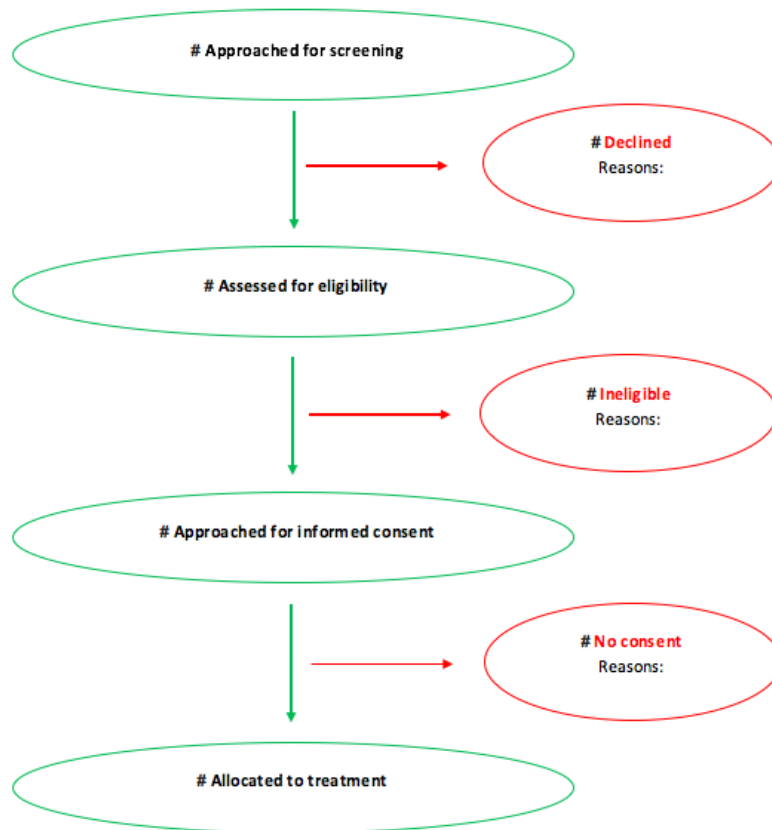 # Approached for screening
# Declined
Reasons:
# Assessed for eligibility
# Ineligible
Reasons:
# Approached for informed consent
# No consent
Reasons:
# Allocated to treatment